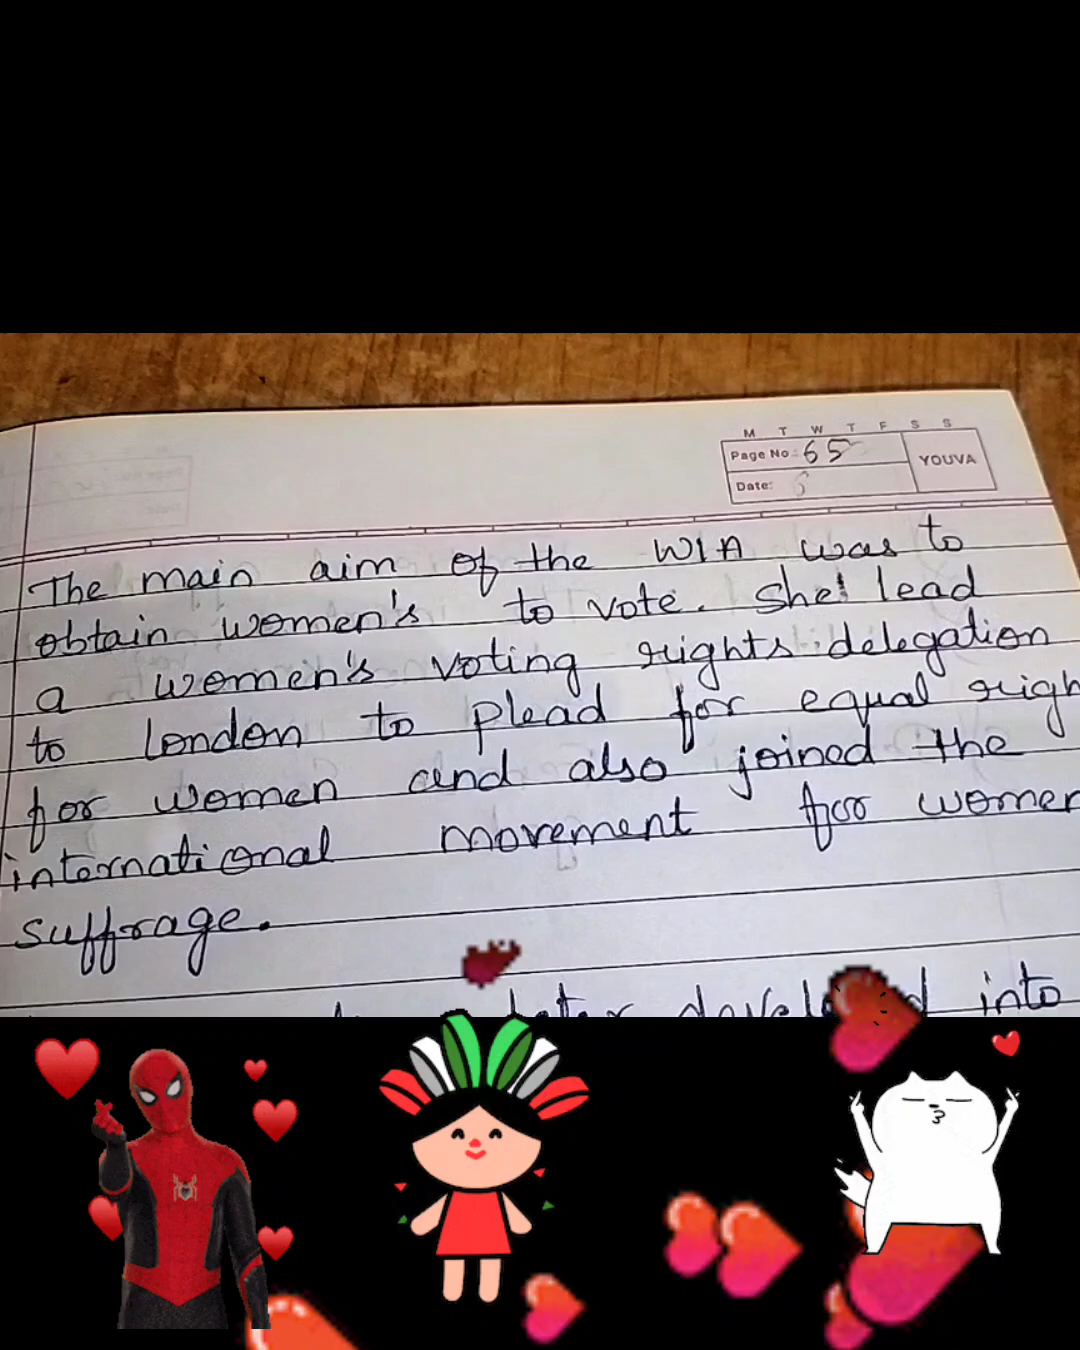 M T W T F S S
Page No.: 65
YOUVA
Date:
The main aim of the WIA was to
obtain women's to vote. She lead
a women's voting rights delegation
to london to plead for equal righ
for women and also joined the
international movement for women
suffrage.
later into